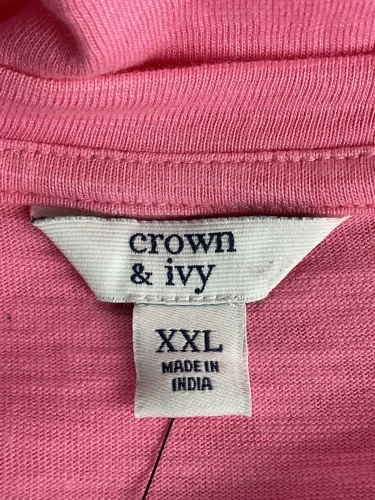 crown
& ivy
XXL
MADE IN
INDIA